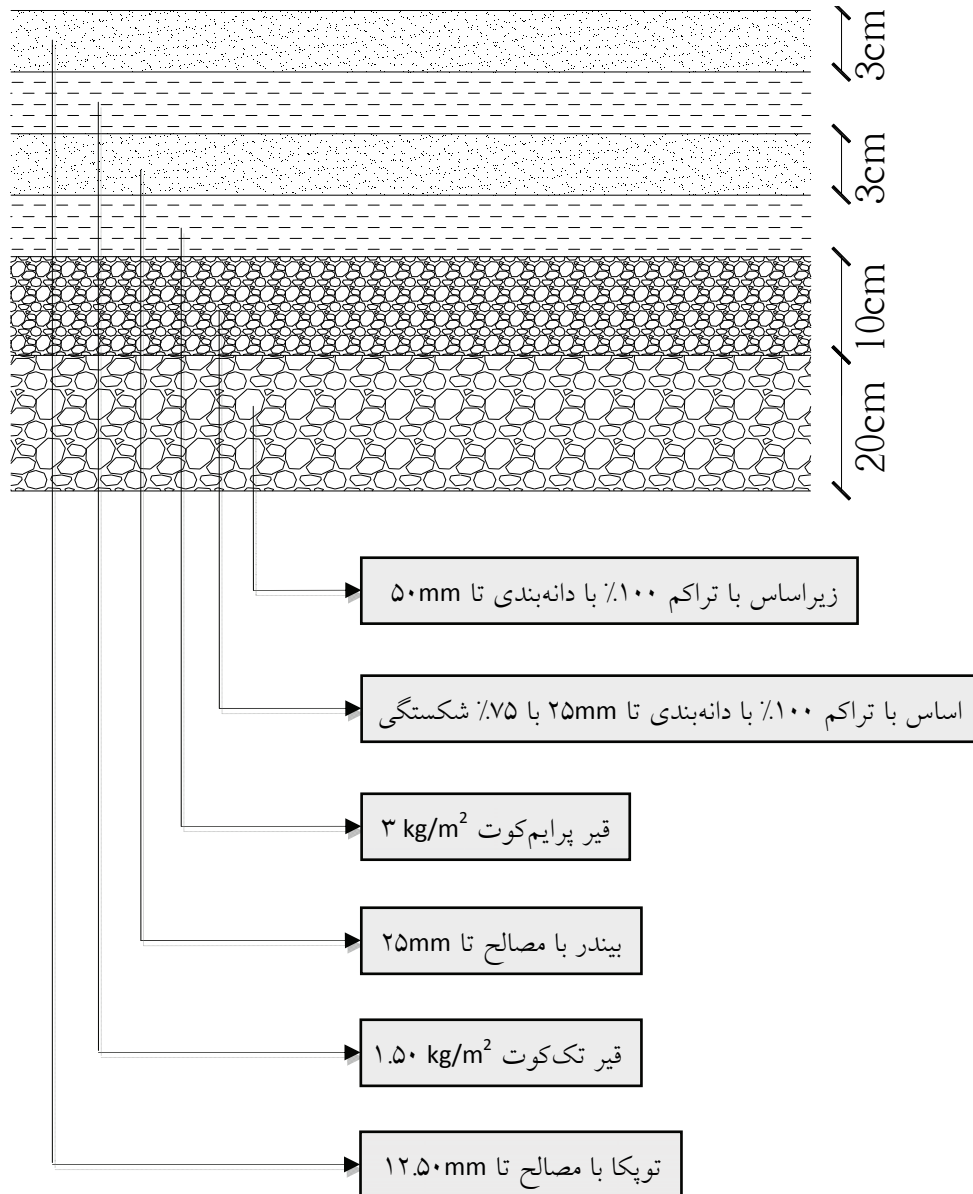 3cm
3cm
10cm
20cm
زیراساس با تراکم ۱۰۰٪ با دانه‌بندی تا ۵۰mm
اساس با تراکم ۱۰۰٪ با دانه‌بندی تا ۲۵mm با ۷۵٪ شکستگی
قیر پرایم‌کوت ۳ kg/m²
بیندر با مصالح تا ۲۵mm
قیر تک‌کوت ۱.۵۰ kg/m²
توپکا با مصالح تا ۱۲.۵۰mm